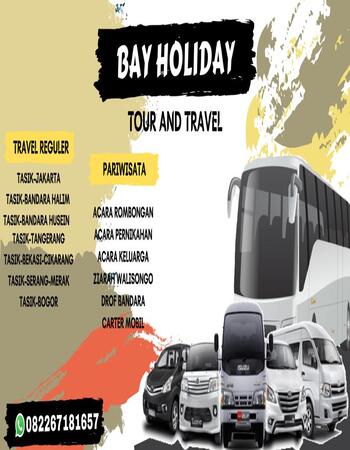 BAY HOLIDAY
TOUR AND TRAVEL
TRAVEL REGULER
TASIK-JAKARTA
TASIK-BANDARA HALIM
TASIK-BANDARA HUSEIN
TASIK-TANGERANG
TASIK-BEKASI-CIKARANG
TASIK-SERANG-MERAK
TASIK-BOGOR
PARIWISATA
ACARA ROMBONGAN
ACARA PERNIKAHAN
ACARA KELUARGA
ZIARAH WALISONGO
DROF BANDARA
CARTER MOBIL
ISUZU
082267181657